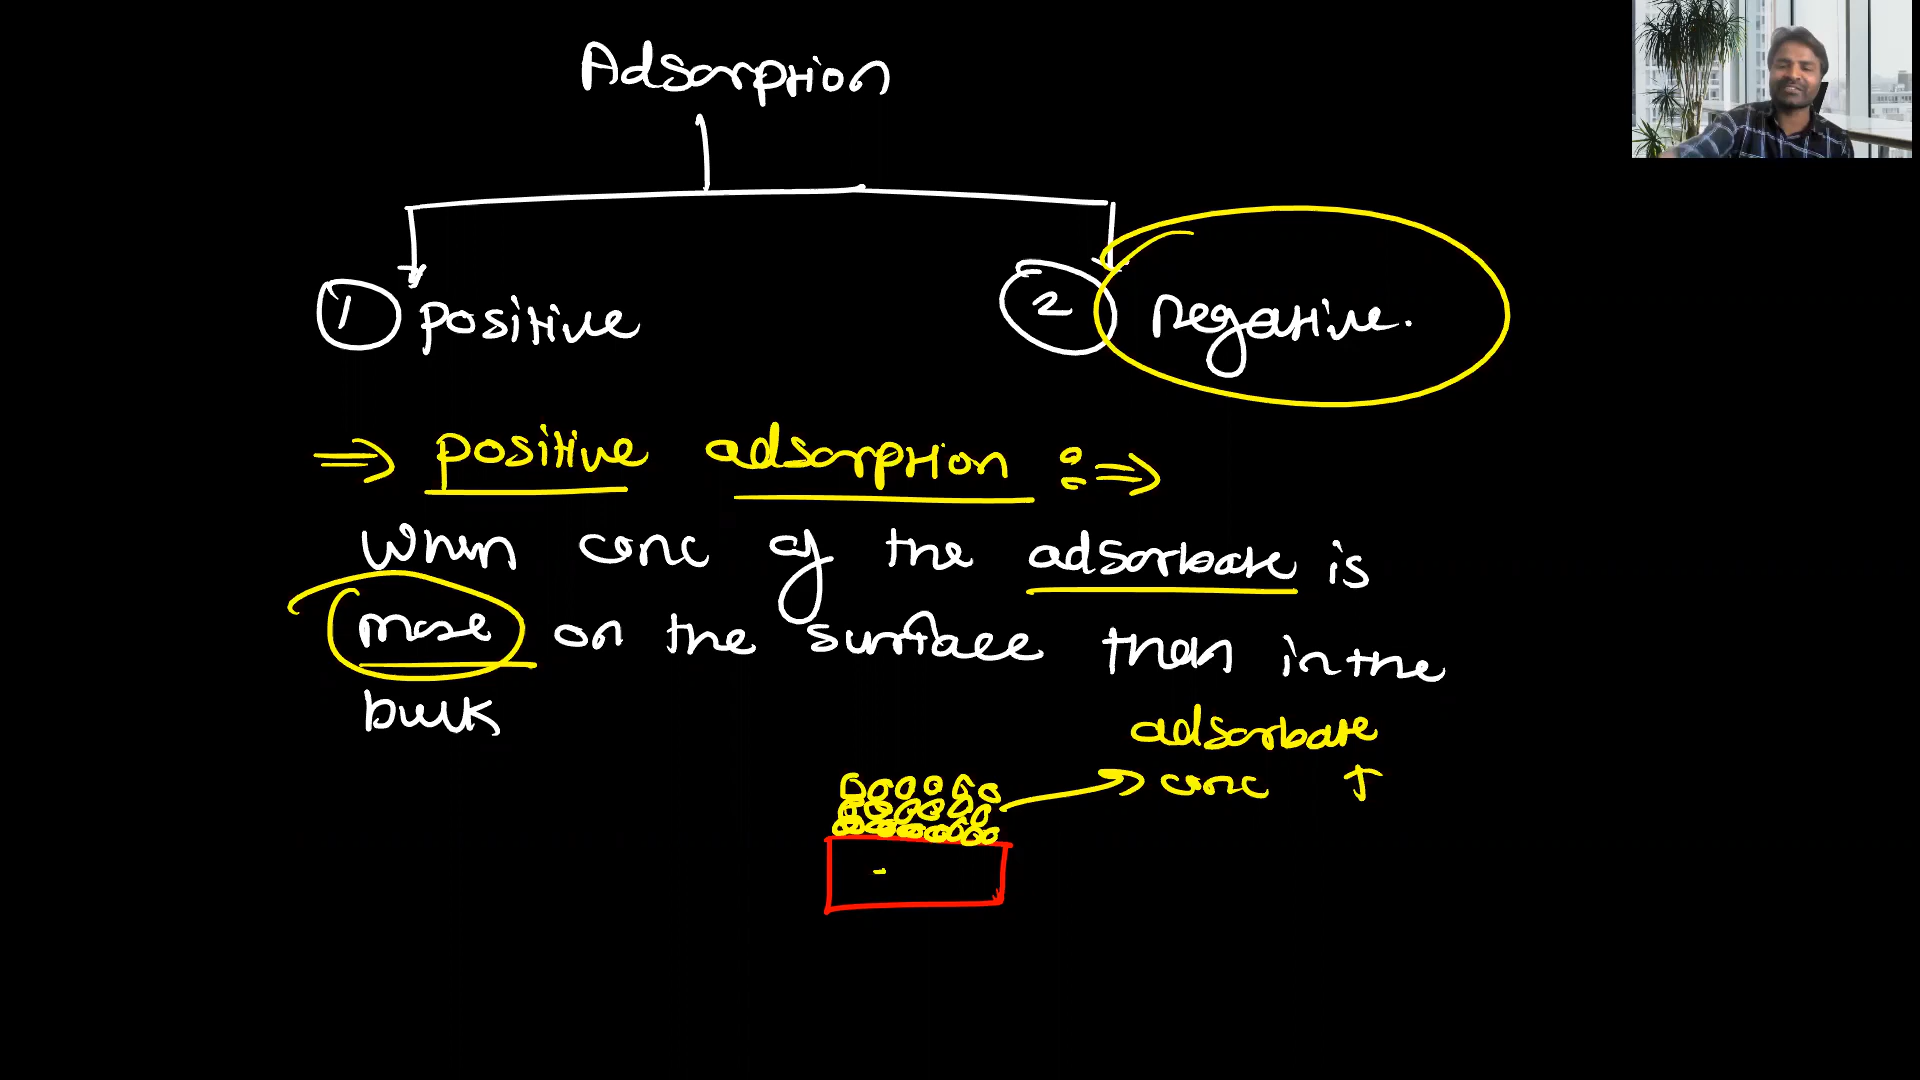 Adsorption
1 positive
2 negative.
⇒ positive adsorption :⇒
When conc of the adsorbate is
more on the surface than in the
bulk
adsorbate
conc ↑